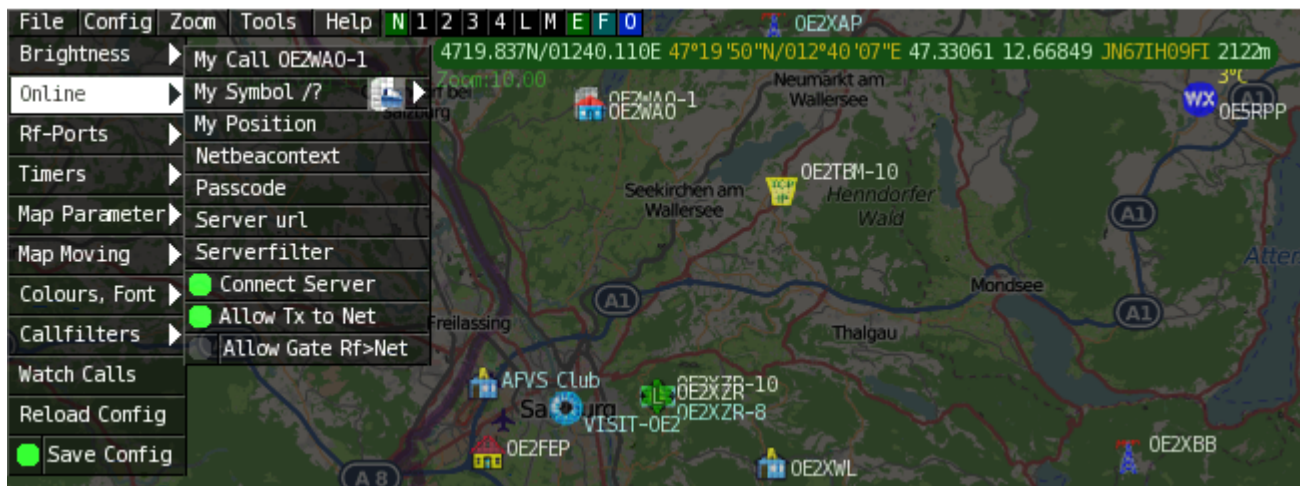 File Config Zoom Tools Help N 1 2 3 4 L M E F O
OE2XAP
4719.837N/01240.110E 47°19'50"N/012°40'07"E 47.33061 12.66849 JN67IH09FI 2122m
Zoom:10.00
Brightness
Online
Rf-Ports
Timers
Map Parameter
Map Moving
Colours, Font
Callfilters
Watch Calls
Reload Config
Save Config
My Call OE2WAO-1
My Symbol /?
My Position
Netbeacontext
Passcode
Server url
Serverfilter
Connect Server
Allow Tx to Net
Allow Gate Rf>Net
Salzburg
Neumarkt am
Wallersee
3°C
WX
A1
OE5RPP
OE2WAO-1
OE2WAO
OE2TBM-10
Seekirchen am
Wallersee
Henndorfer
Wald
A1
Atter
Mondsee
A1
A1
Freilassing
Thalgau
AFVS Club
OE2XZR-10
OE2XZR
L
OE2XZR-8
Salzburg
VISIT-OE2
OE2FEP
OE2XBB
OE2XWL
A8